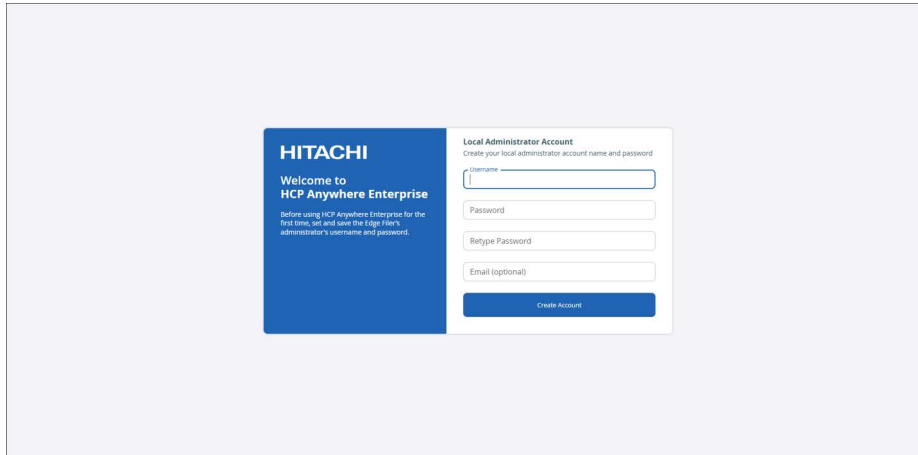 HITACHI
Welcome to
HCP Anywhere Enterprise
Before using HCP Anywhere Enterprise for the
first time, set and save the Edge Filer's
administrator's username and password.
Local Administrator Account
Create your local administrator account name and password
Username
Password
Retype Password
Email (optional)
Create Account